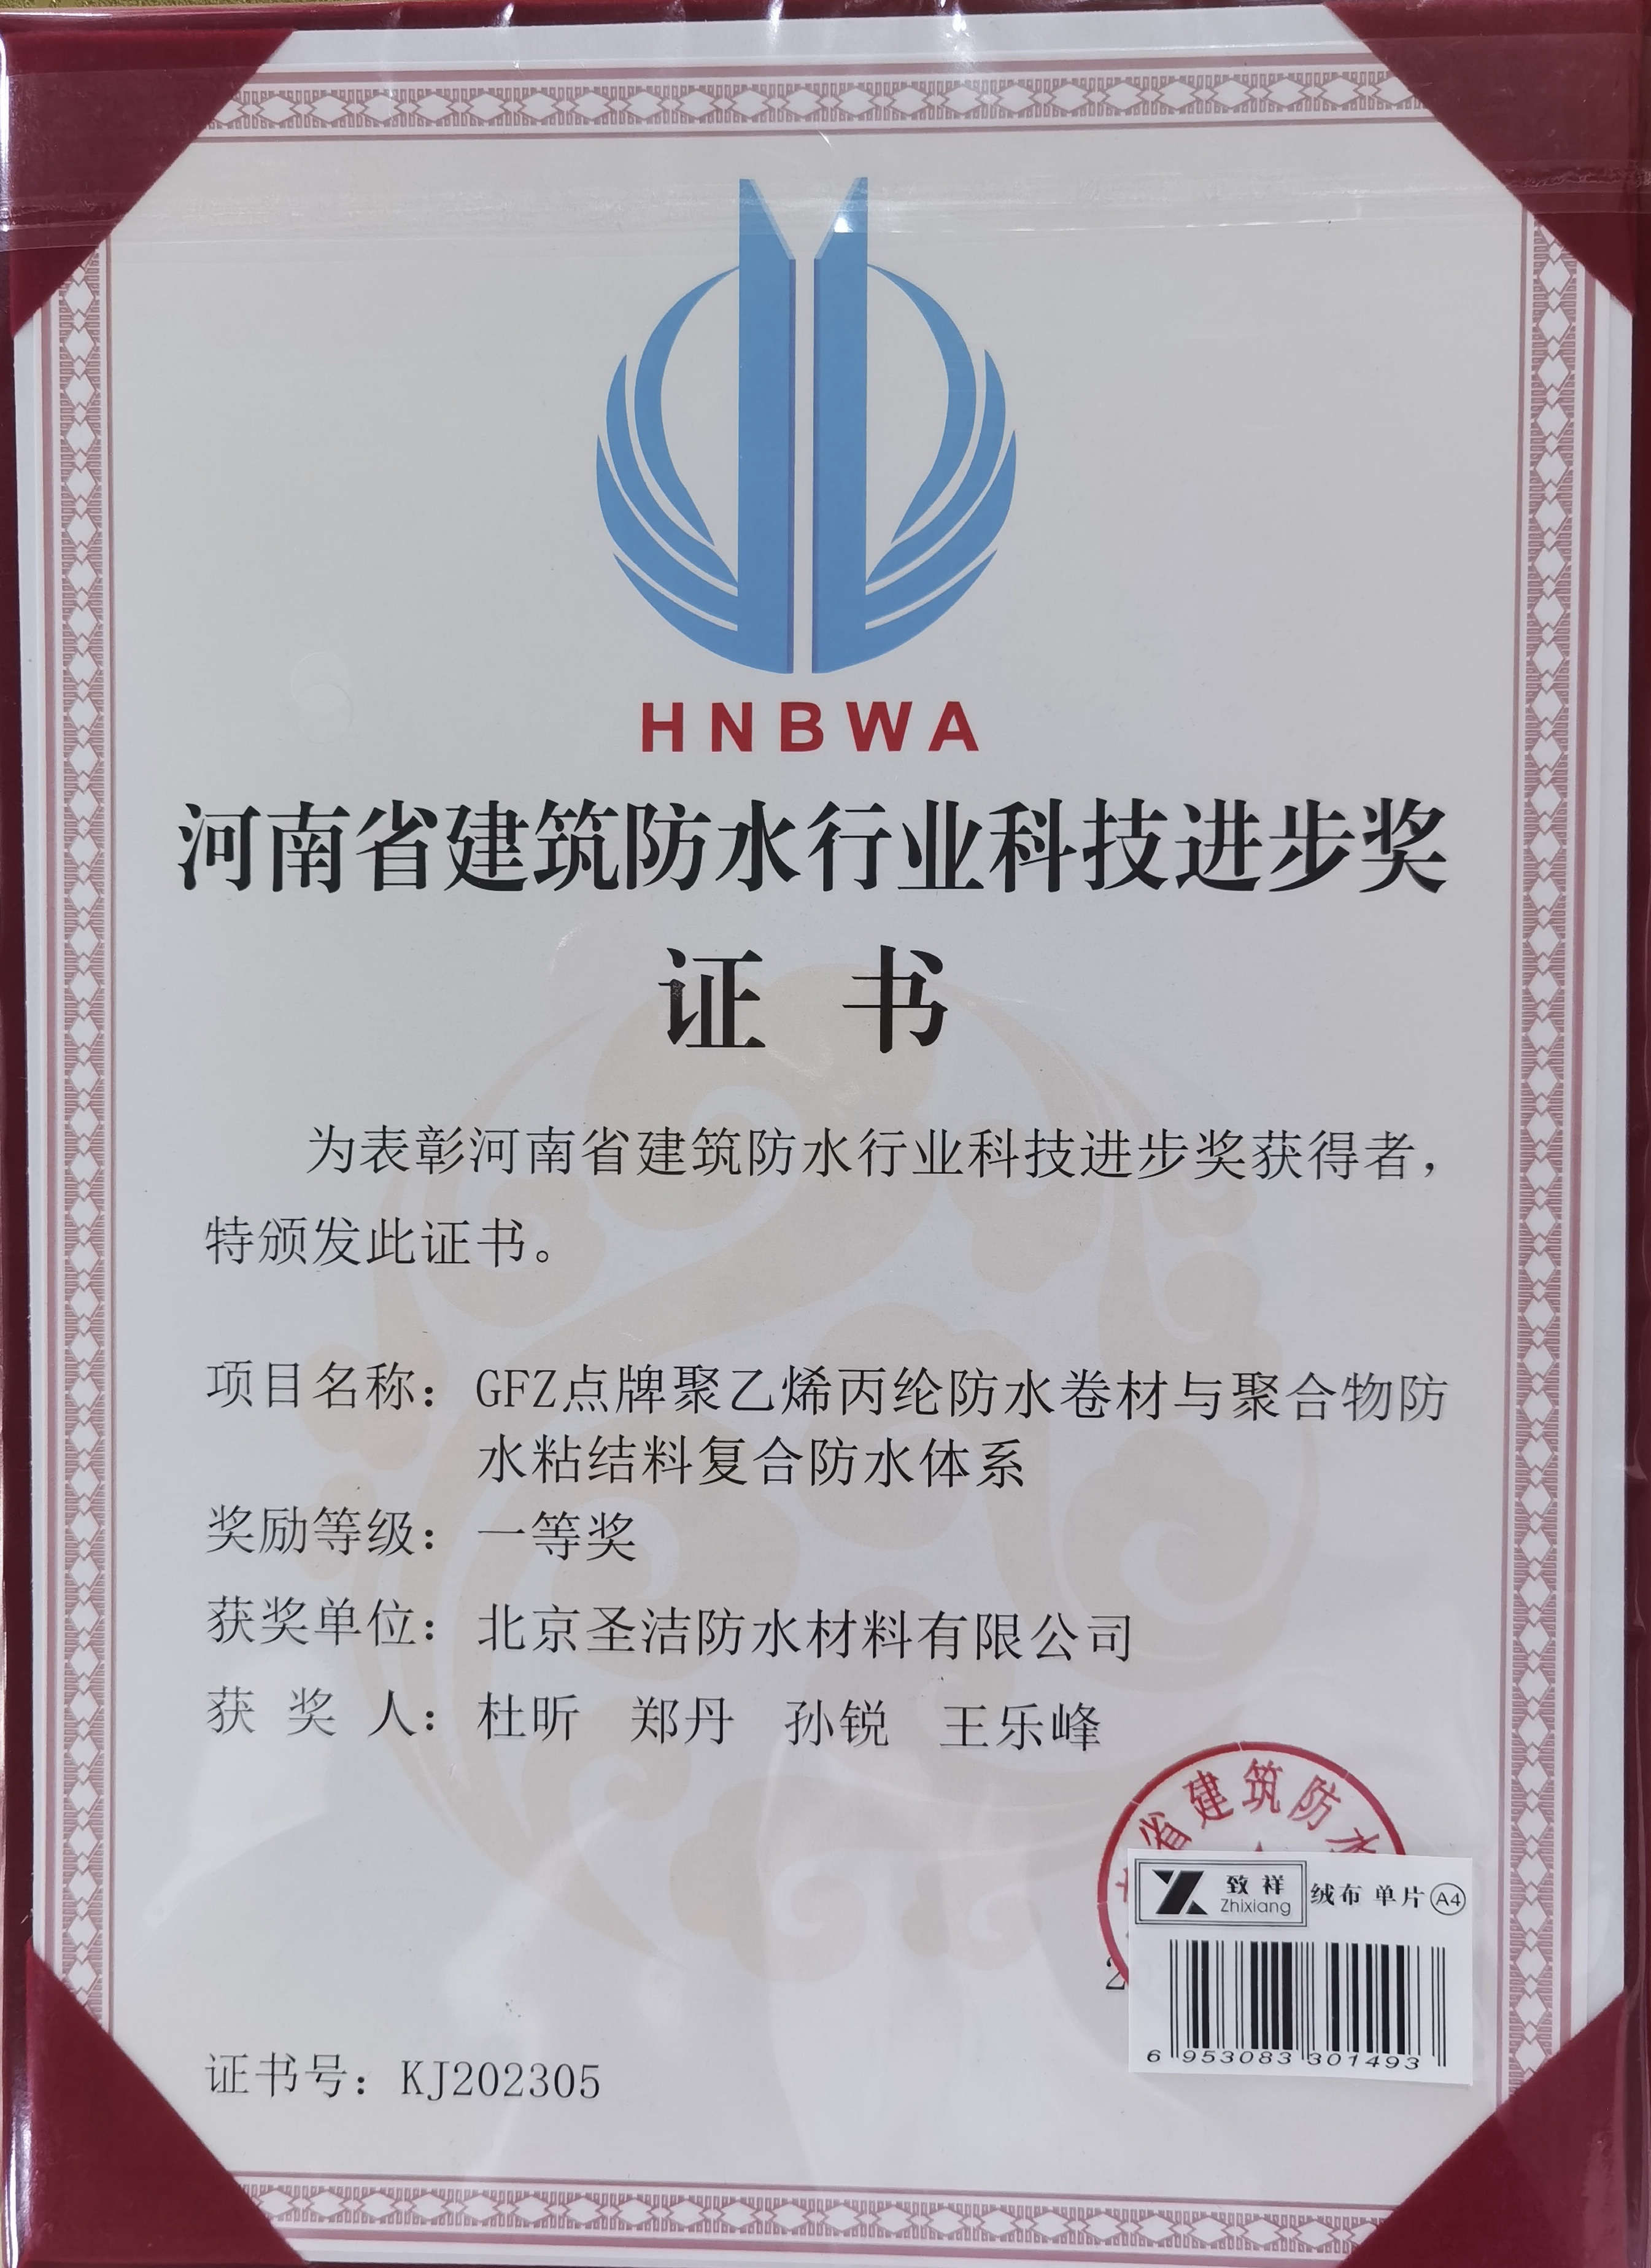 HNBWA
河南省建筑防水行业科技进步奖
证 书
为表彰河南省建筑防水行业科技进步奖获得者，
特颁发此证书。
项目名称：GFZ点牌聚乙烯丙纶防水卷材与聚合物防
水粘结料复合防水体系
奖励等级：一等奖
获奖单位：北京圣洁防水材料有限公司
获 奖 人：杜昕 郑丹 孙锐 王乐峰
省建筑防水
致祥 绒布 单片 A4
Zhixiang
2
6 953083 301493
证书号：KJ202305